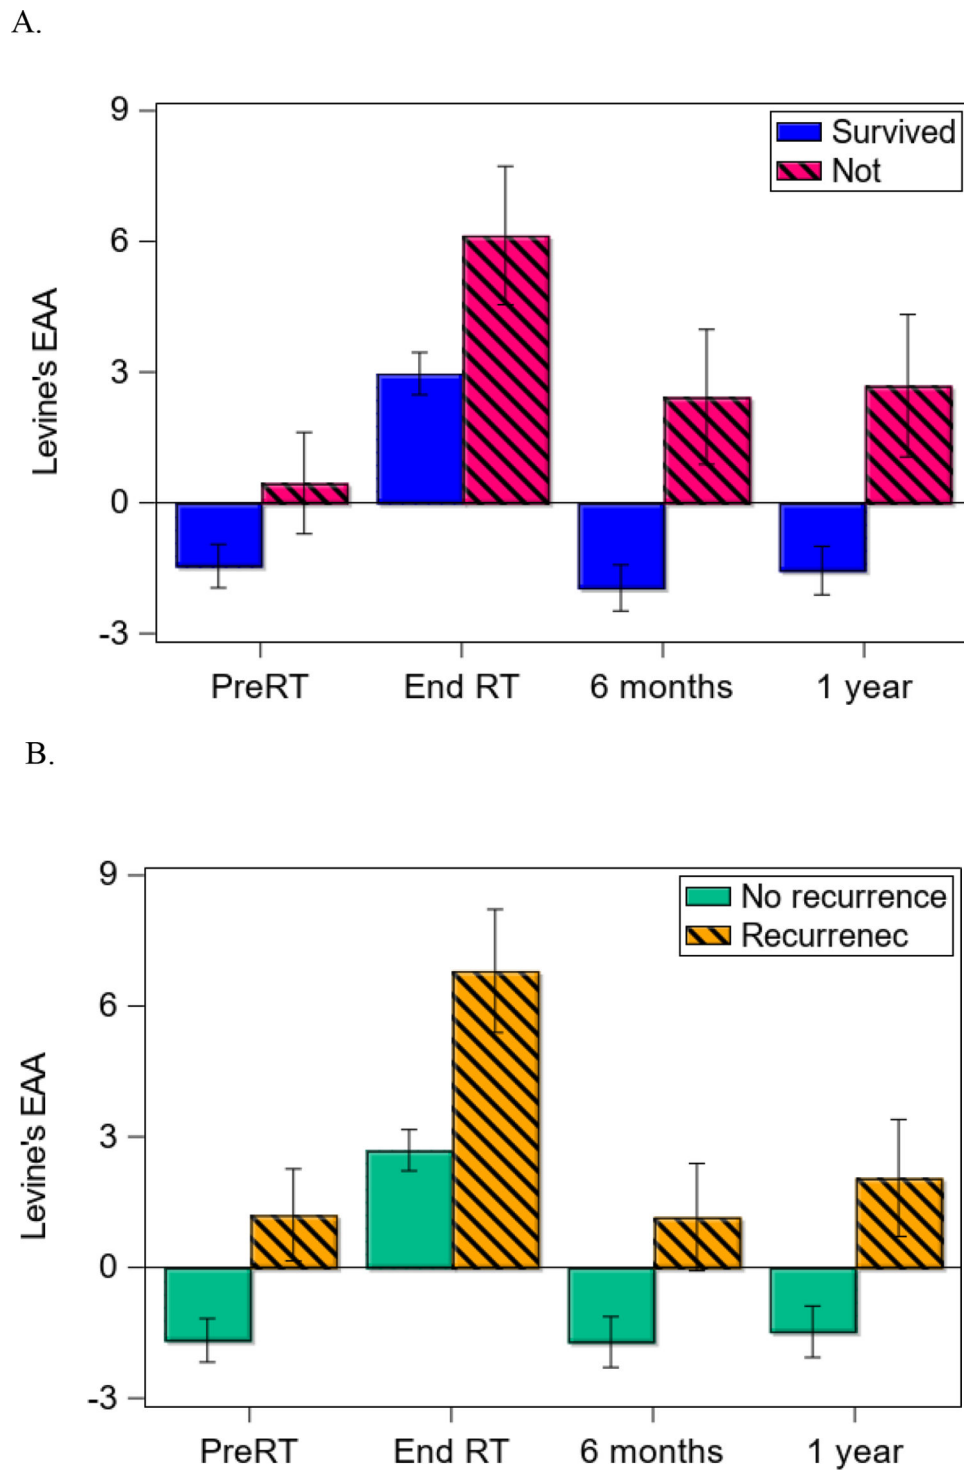 A.
9
6
3
0
-3
Levine's EAA
Survived
Not
PreRT End RT 6 months 1 year
B.
9
6
3
0
-3
Levine's EAA
No recurrence
Recurrenec
PreRT End RT 6 months 1 year